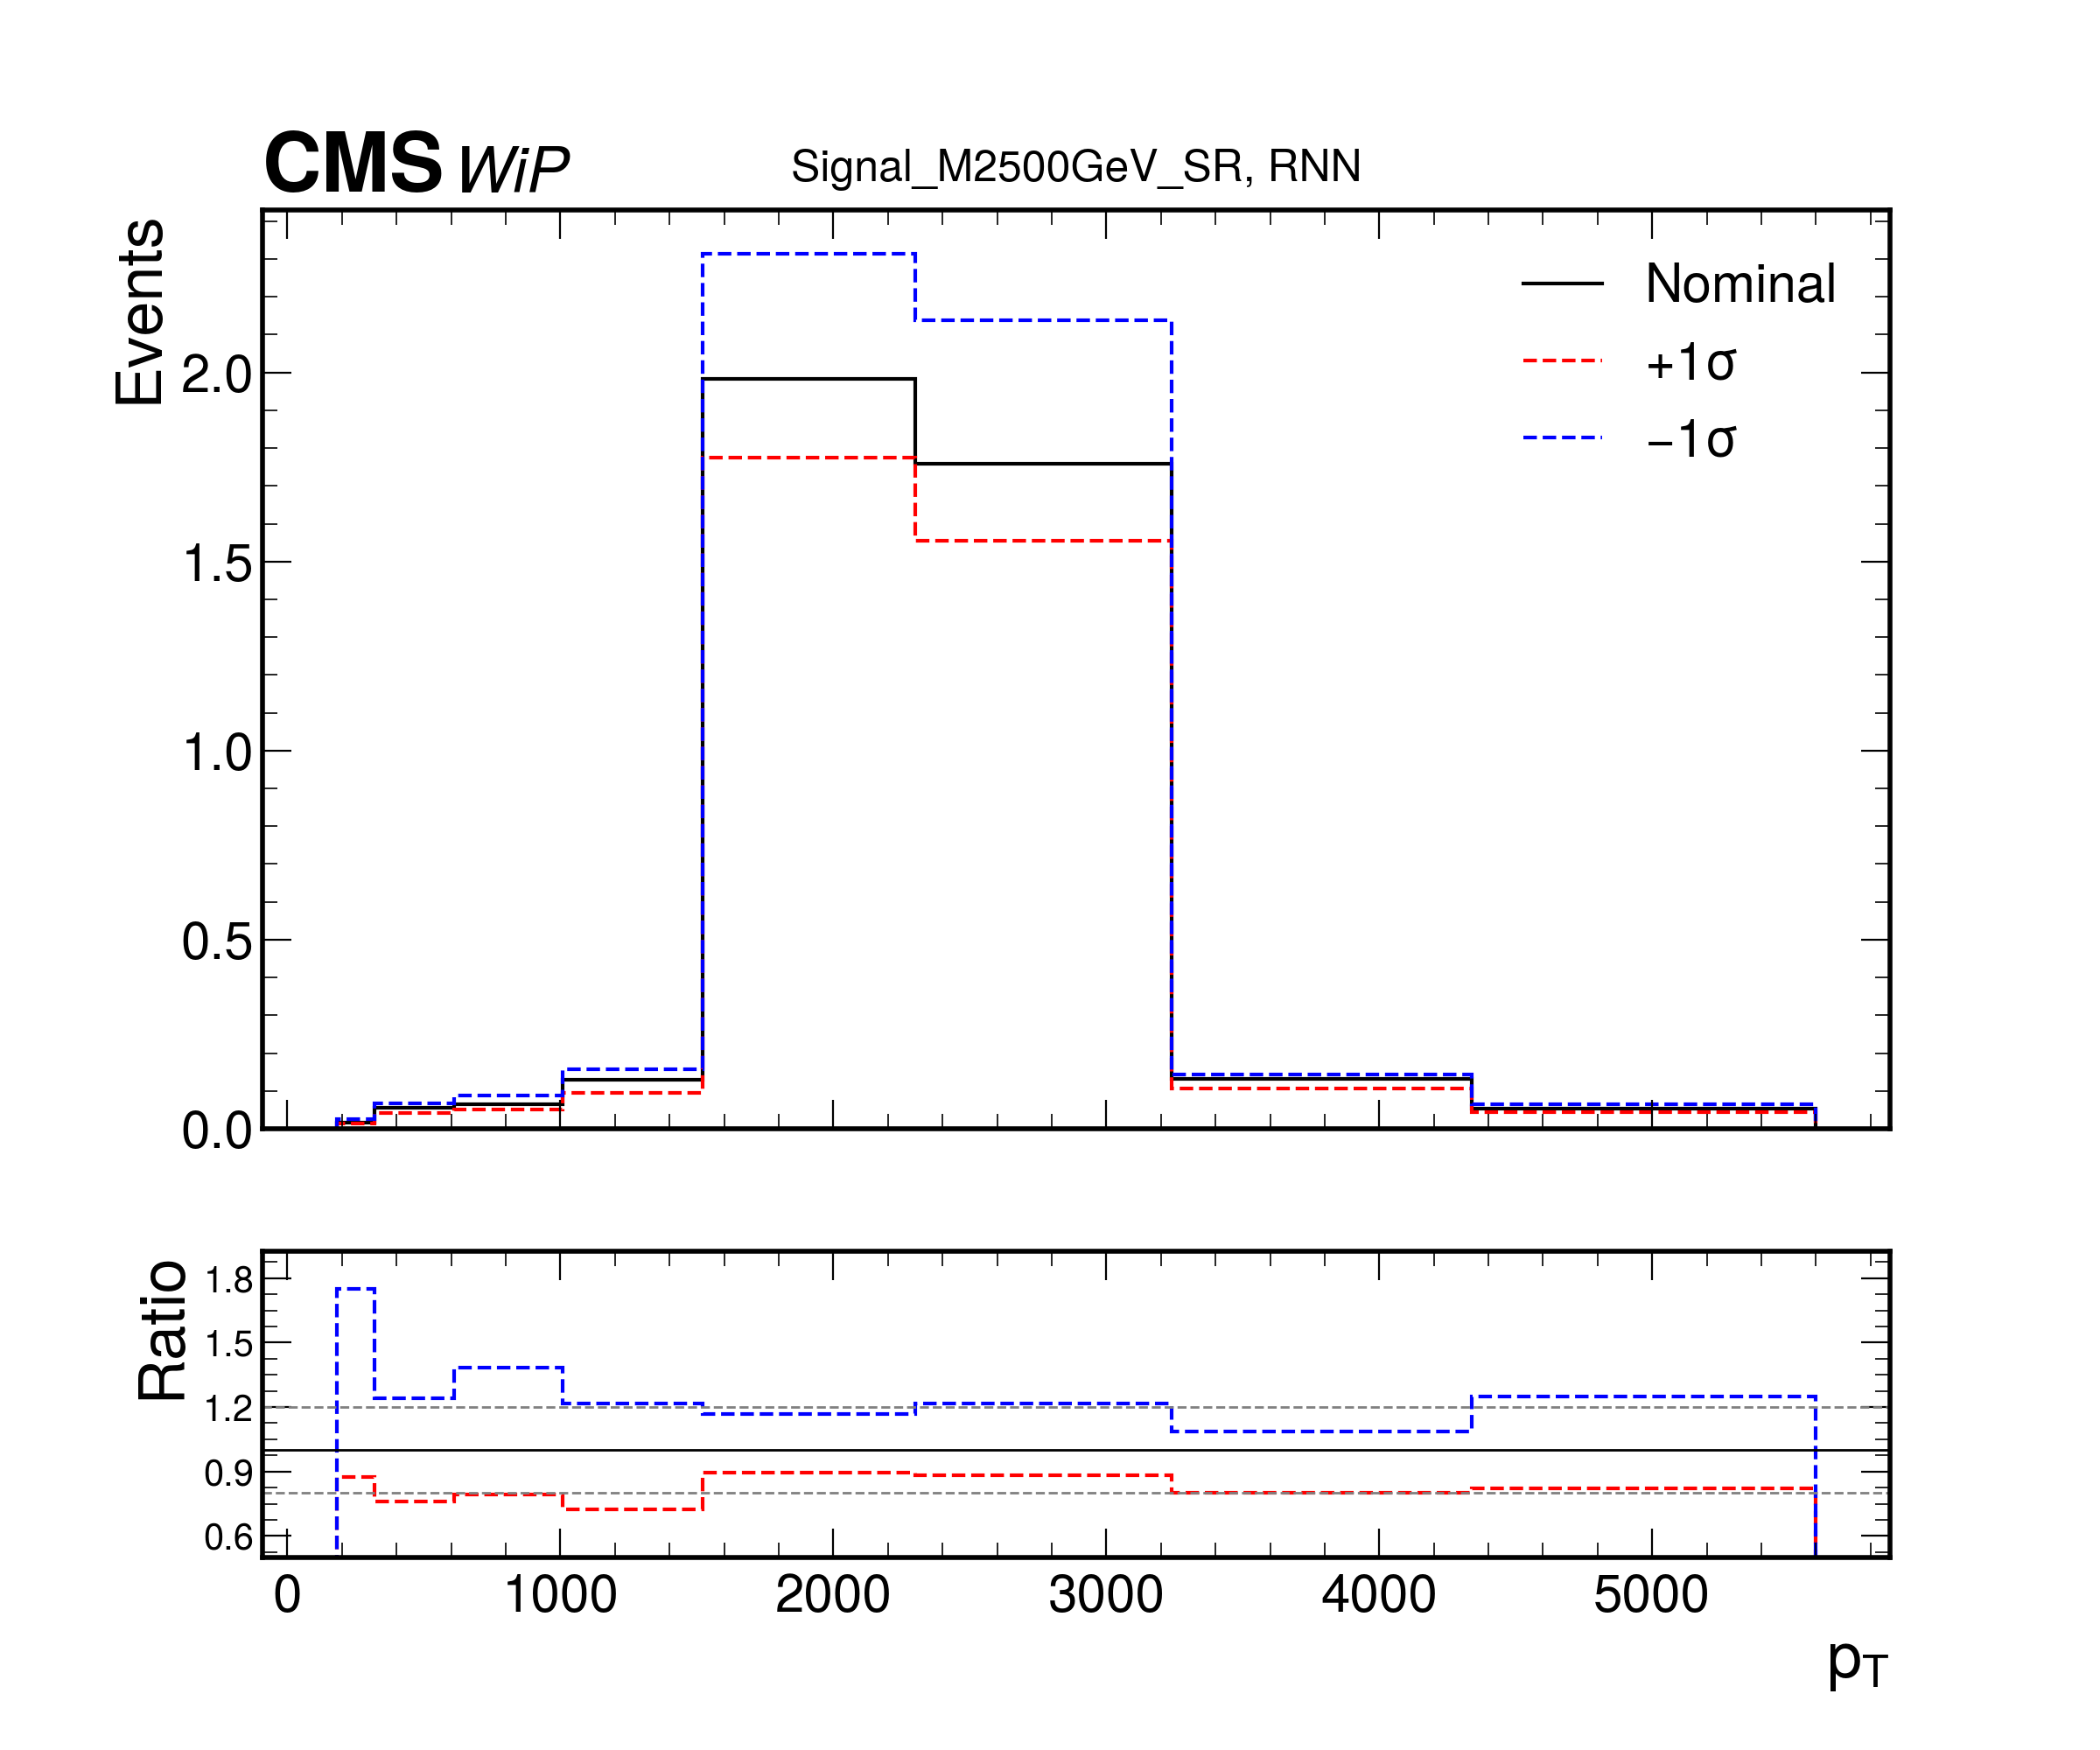 CMS WiP
Signal_M2500GeV_SR, RNN
Events
2.0
1.5
1.0
0.5
0.0
Nominal
+1σ
−1σ
Ratio
1.8
1.5
1.2
0.9
0.6
0 1000 2000 3000 4000 5000
pT